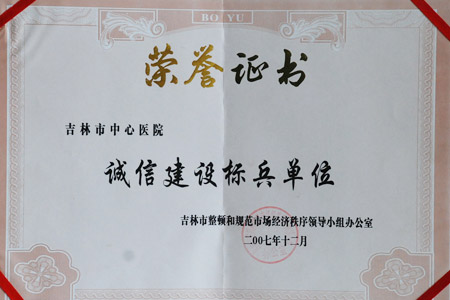 BO YU
荣誉证书
吉林市中心医院
诚信建设标兵单位
吉林市整顿和规范市场经济秩序领导小组办公室
二00七年十二月